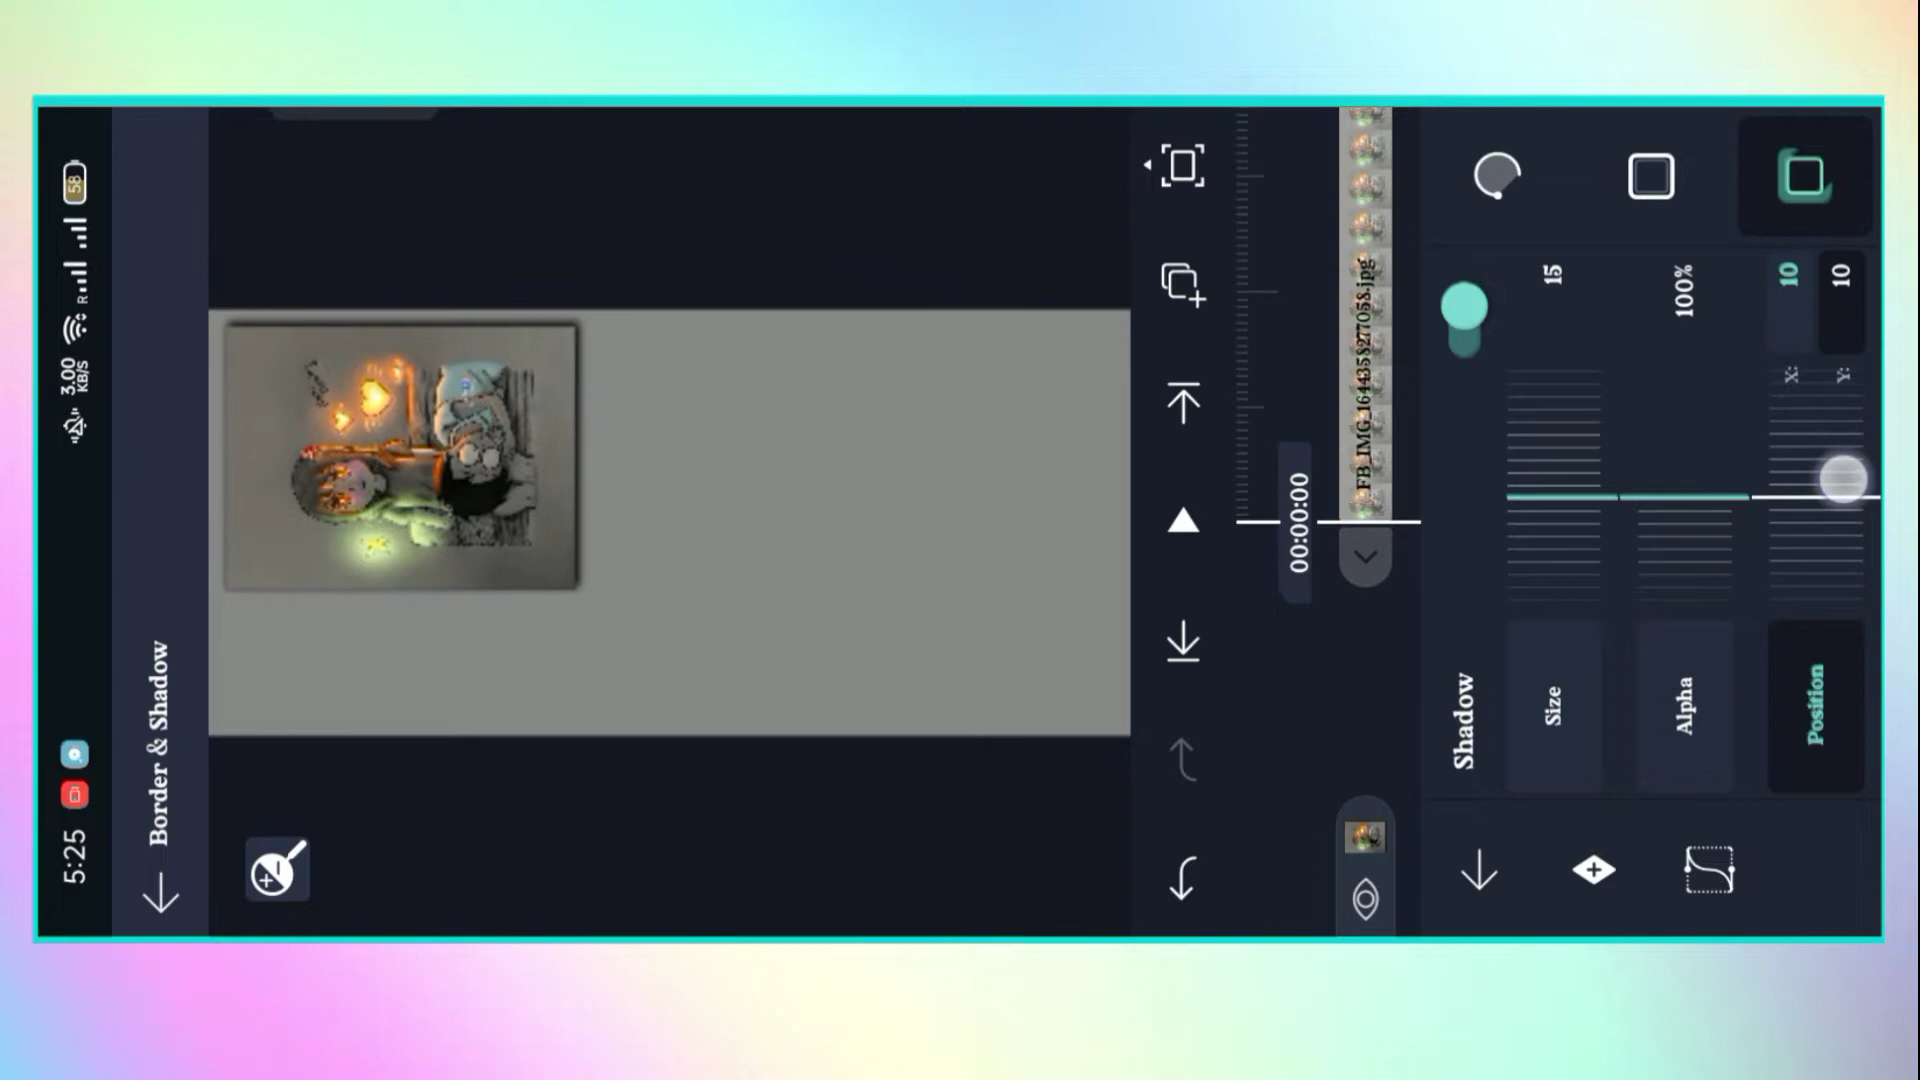 5:25
3.00
KB/S
R
58
Border & Shadow
00:00:00
FB_IMG_1644358277058.jpg
Shadow
Size
15
Alpha
100%
Position
X: 10
Y: 10